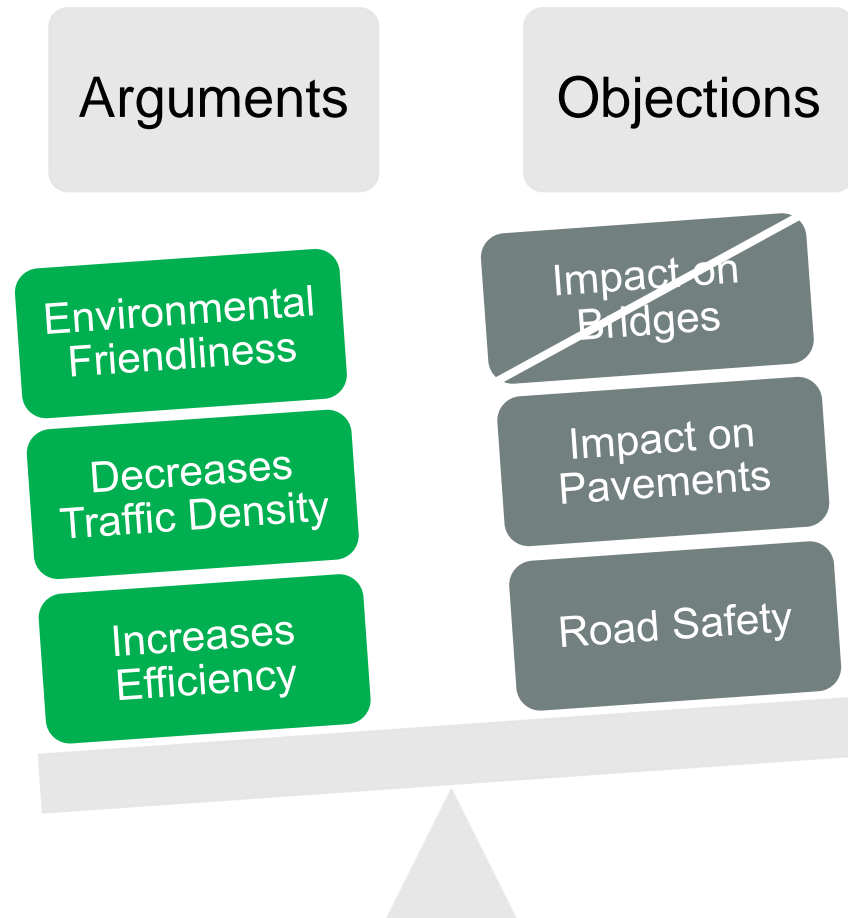 Arguments
Objections
Environmental
Friendliness
Decreases
Traffic Density
Increases
Efficiency
Impact on
Bridges
Impact on
Pavements
Road Safety